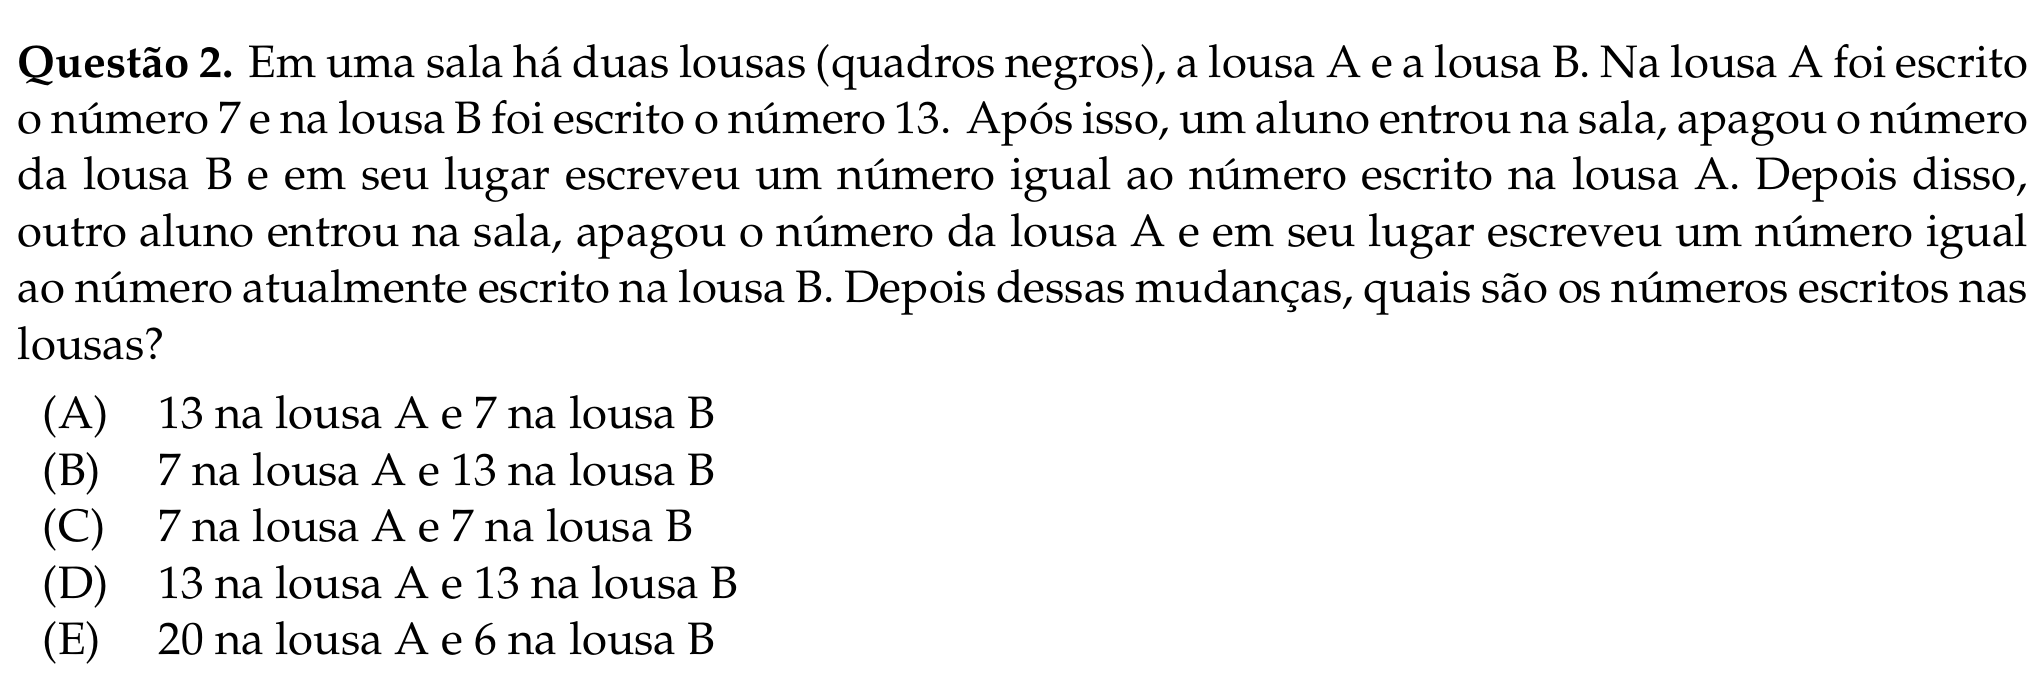 Questão 2. Em uma sala há duas lousas (quadros negros), a lousa A e a lousa B. Na lousa A foi escrito
o número 7 e na lousa B foi escrito o número 13. Após isso, um aluno entrou na sala, apagou o número
da lousa B e em seu lugar escreveu um número igual ao número escrito na lousa A. Depois disso,
outro aluno entrou na sala, apagou o número da lousa A e em seu lugar escreveu um número igual
ao número atualmente escrito na lousa B. Depois dessas mudanças, quais são os números escritos nas
lousas?
(A) 13 na lousa A e 7 na lousa B
(B) 7 na lousa A e 13 na lousa B
(C) 7 na lousa A e 7 na lousa B
(D) 13 na lousa A e 13 na lousa B
(E) 20 na lousa A e 6 na lousa B